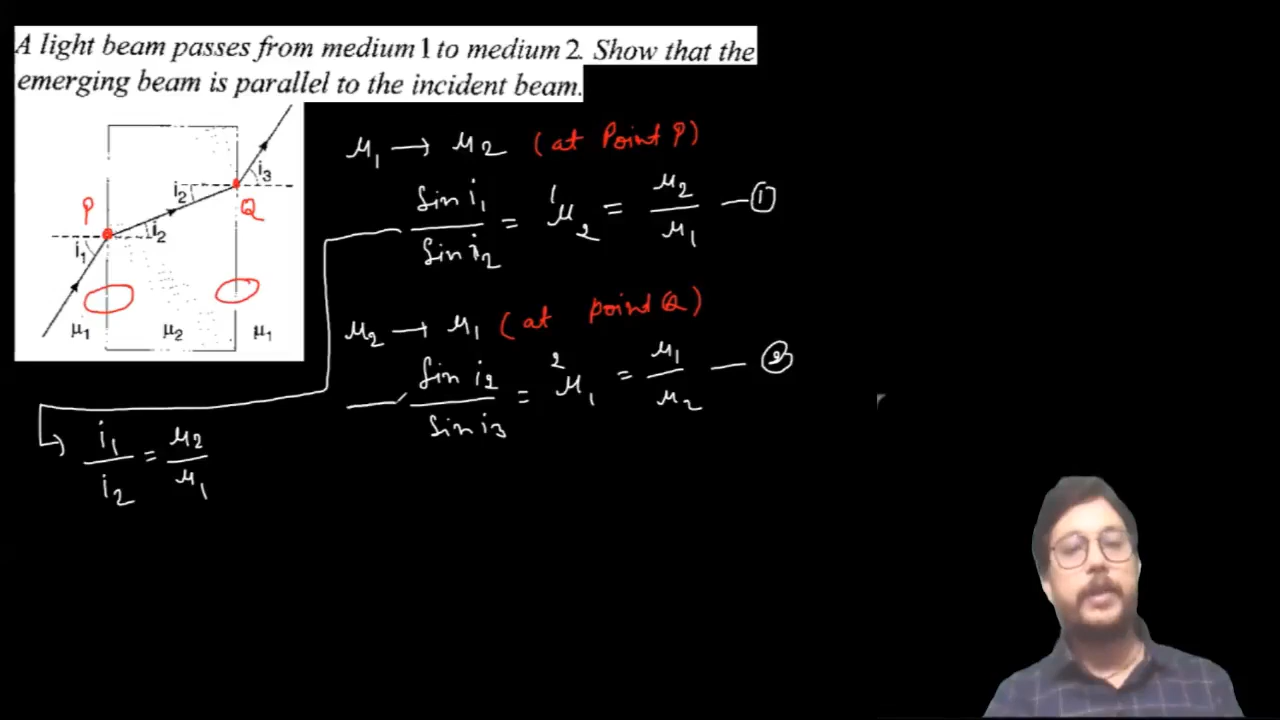 A light beam passes from medium 1 to medium 2. Show that the
emerging beam is parallel to the incident beam.
P
Q
i₁
i₂
i₂
i₃
μ₁
μ₂
μ₁
μ₁ → μ₂ (at Point P)
Sin i₁ / Sin i₂ = ¹μ₂ = μ₂ / μ₁ — ①
μ₂ → μ₁ (at point Q)
Sin i₂ / Sin i₃ = ²μ₁ = μ₁ / μ₂ — ②
i₁ / i₂ = μ₂ / μ₁